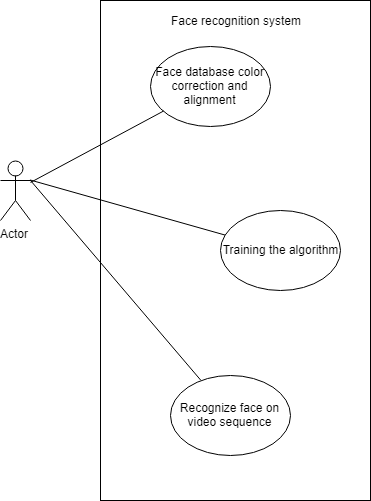 Face recognition system
Face database color
correction and
alignment
Actor
Training the algorithm
Recognize face on
video sequence